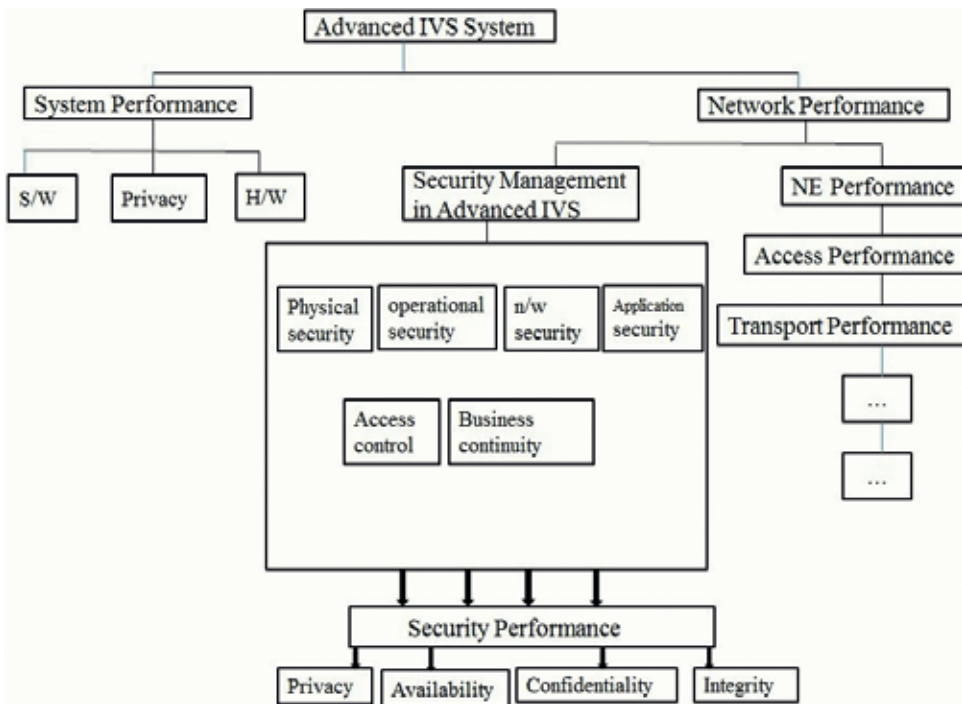 Advanced IVS System
System Performance
Network Performance
S/W
Privacy
H/W
Security Management
in Advanced IVS
NE Performance
Access Performance
Transport Performance
...
...
Physical
security
operational
security
n/w
security
Application
security
Access
control
Business
continuity
Security Performance
Privacy
Availability
Confidentiality
Integrity